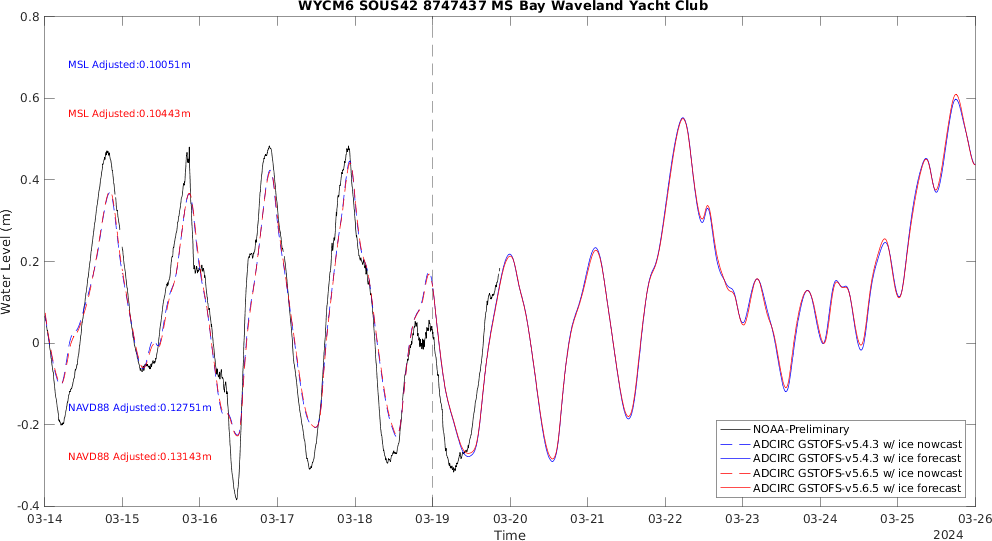 WYCM6 SOUS42 8747437 MS Bay Waveland Yacht Club
0.8
0.6
0.4
0.2
0
-0.2
-0.4
Water Level (m)
MSL Adjusted:0.10051m
MSL Adjusted:0.10443m
NAVD88 Adjusted:0.12751m
NAVD88 Adjusted:0.13143m
NOAA-Preliminary
ADCIRC GSTOFS-v5.4.3 w/ ice nowcast
ADCIRC GSTOFS-v5.4.3 w/ ice forecast
ADCIRC GSTOFS-v5.6.5 w/ ice nowcast
ADCIRC GSTOFS-v5.6.5 w/ ice forecast
03-14 03-15 03-16 03-17 03-18 03-19 03-20 03-21 03-22 03-23 03-24 03-25 03-26
Time
2024